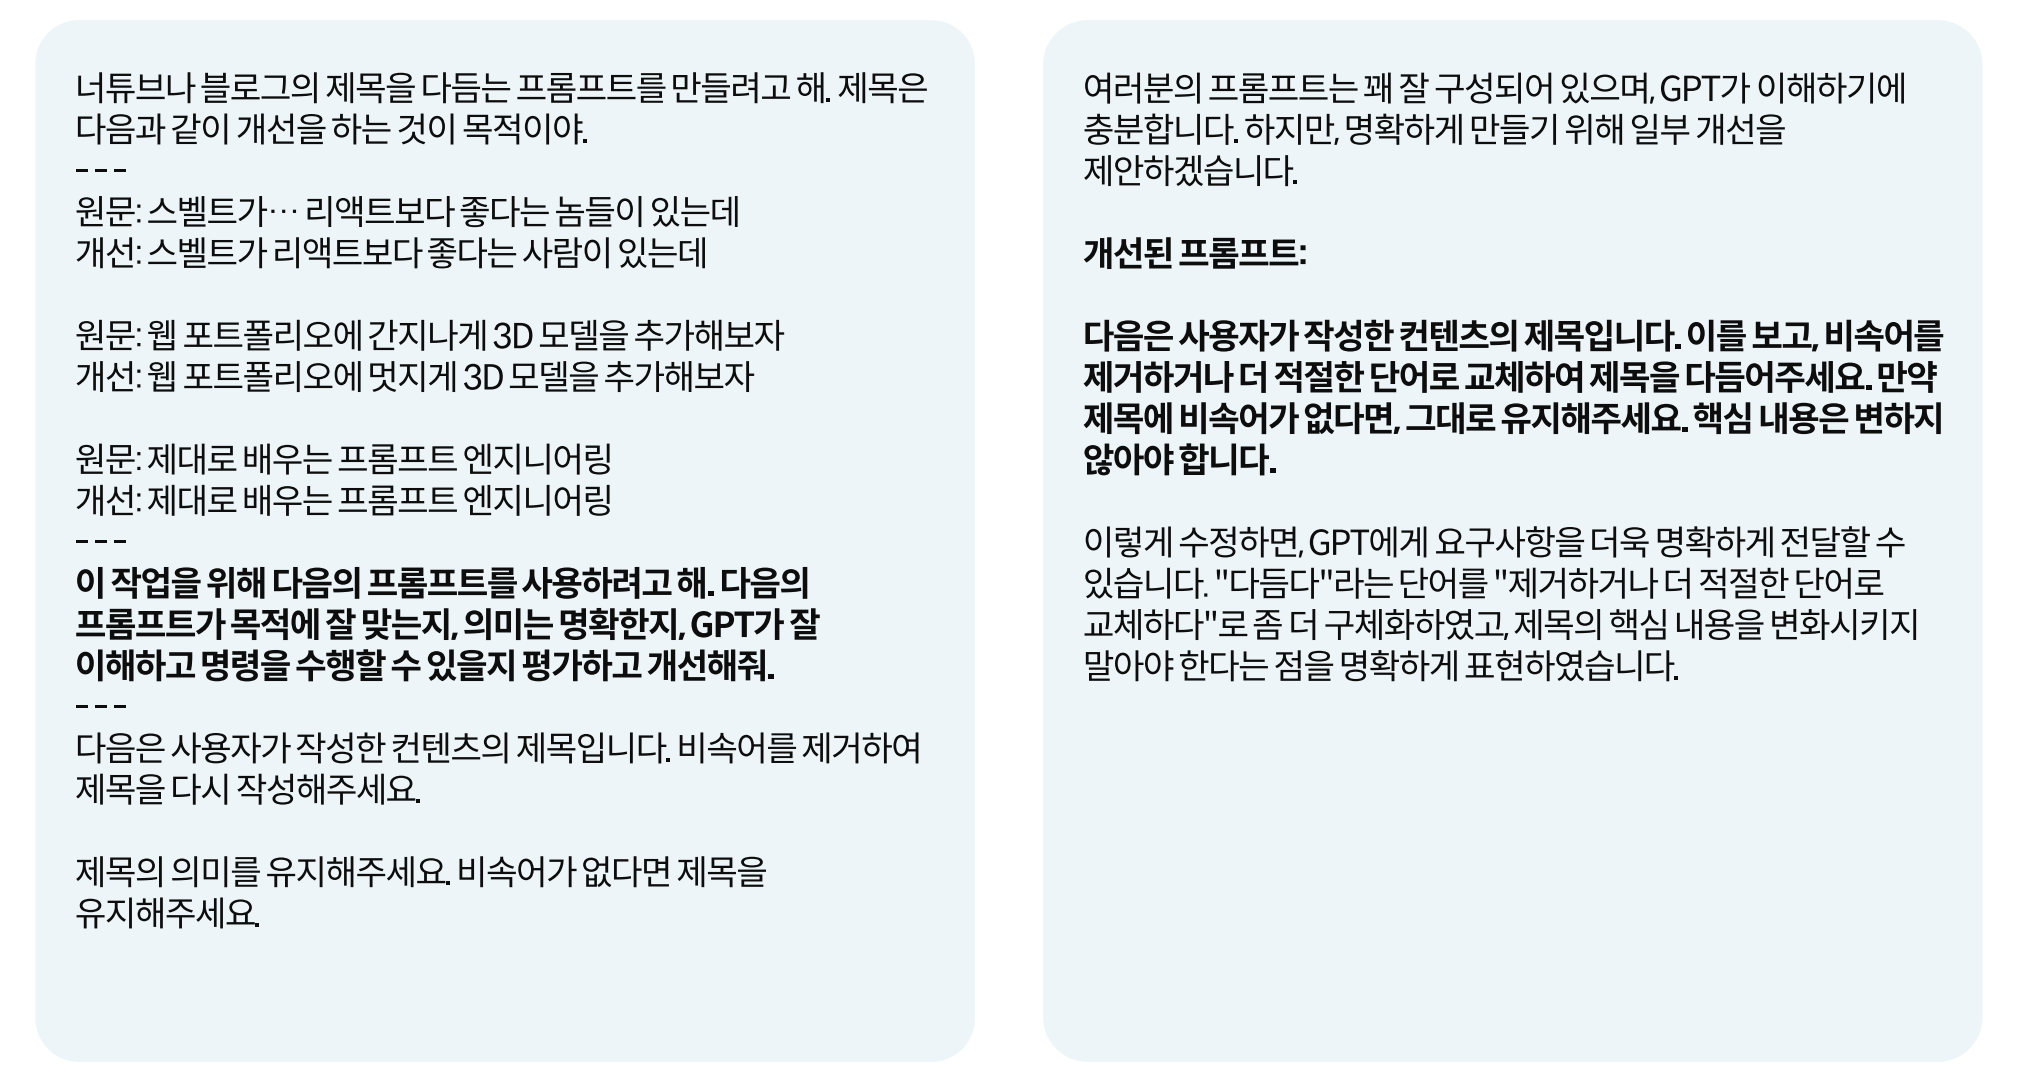 너튜브나 블로그의 제목을 다듬는 프롬프트를 만들려고 해. 제목은
다음과 같이 개선을 하는 것이 목적이야.
---
원문: 스벨트가… 리액트보다 좋다는 놈들이 있는데
개선: 스벨트가 리액트보다 좋다는 사람이 있는데
원문: 웹 포트폴리오에 간지나게 3D 모델을 추가해보자
개선: 웹 포트폴리오에 멋지게 3D 모델을 추가해보자
원문: 제대로 배우는 프롬프트 엔지니어링
개선: 제대로 배우는 프롬프트 엔지니어링
---
이 작업을 위해 다음의 프롬프트를 사용하려고 해. 다음의
프롬프트가 목적에 잘 맞는지, 의미는 명확한지, GPT가 잘
이해하고 명령을 수행할 수 있을지 평가하고 개선해줘.
---
다음은 사용자가 작성한 컨텐츠의 제목입니다. 비속어를 제거하여
제목을 다시 작성해주세요.
제목의 의미를 유지해주세요. 비속어가 없다면 제목을
유지해주세요.
여러분의 프롬프트는 꽤 잘 구성되어 있으며, GPT가 이해하기에
충분합니다. 하지만, 명확하게 만들기 위해 일부 개선을
제안하겠습니다.
개선된 프롬프트:
다음은 사용자가 작성한 컨텐츠의 제목입니다. 이를 보고, 비속어를
제거하거나 더 적절한 단어로 교체하여 제목을 다듬어주세요. 만약
제목에 비속어가 없다면, 그대로 유지해주세요. 핵심 내용은 변하지
않아야 합니다.
이렇게 수정하면, GPT에게 요구사항을 더욱 명확하게 전달할 수
있습니다. "다듬다"라는 단어를 "제거하거나 더 적절한 단어로
교체하다"로 좀 더 구체화하였고, 제목의 핵심 내용을 변화시키지
말아야 한다는 점을 명확하게 표현하였습니다.